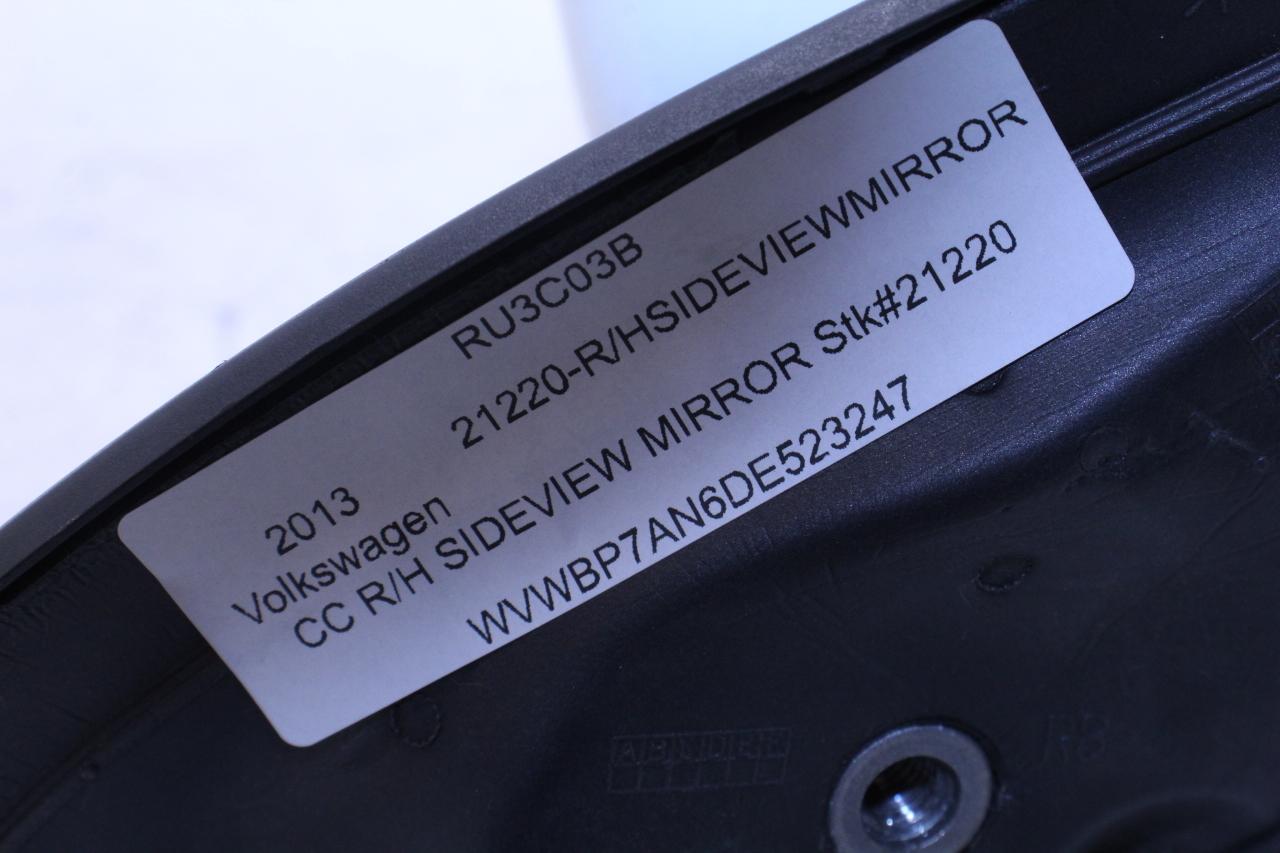 RU3C03B
21220-R/HSIDEVIEWMIRROR
2013
Volkswagen
CC R/H SIDEVIEW MIRROR Stk#21220
WVWBP7AN6DE523247